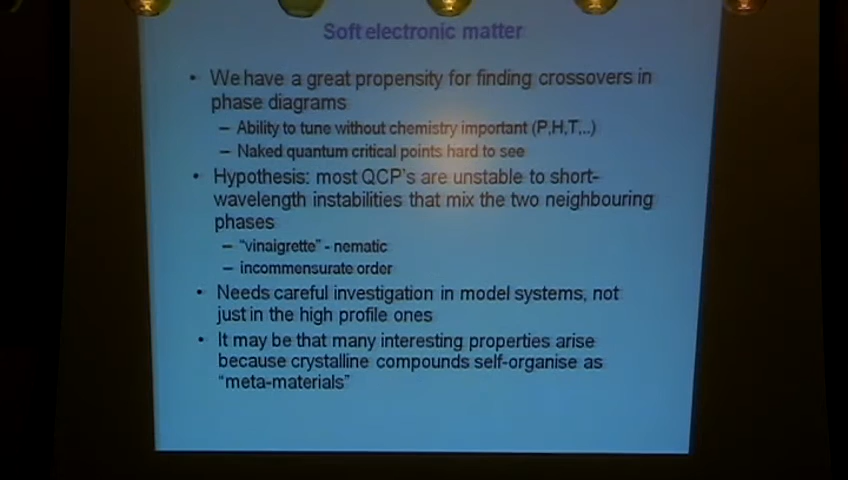 Soft electronic matter
• We have a great propensity for finding crossovers in
phase diagrams
– Ability to tune without chemistry important (P,H,T,..)
– Naked quantum critical points hard to see
• Hypothesis: most QCP's are unstable to short-
wavelength instabilities that mix the two neighbouring
phases
– "vinaigrette" - nematic
– incommensurate order
• Needs careful investigation in model systems, not
just in the high profile ones
• It may be that many interesting properties arise
because crystalline compounds self-organise as
"meta-materials"